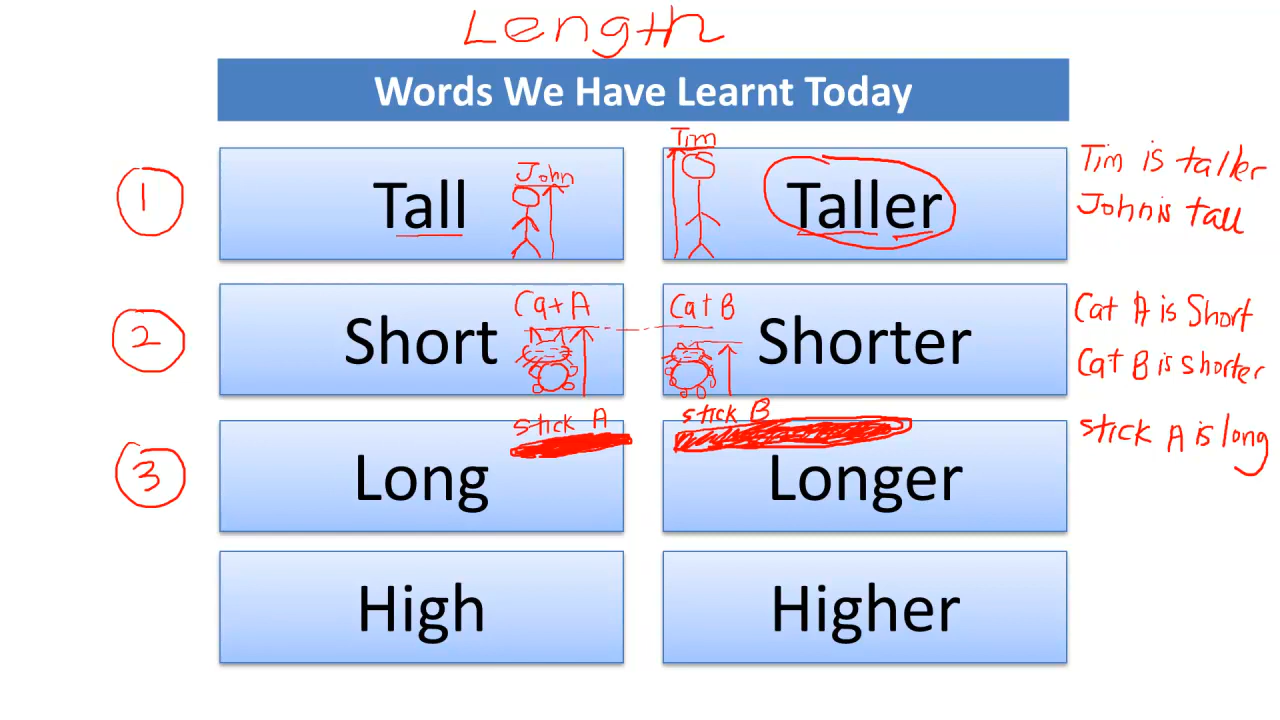 Length
Words We Have Learnt Today
1
Tall
John
Tim
Taller
Tim is taller
John is tall
2
Short
Cat A
Cat B
Shorter
Cat A is Short
Cat B is shorter
3
Long
stick A
stick B
Longer
stick A is long
High
Higher